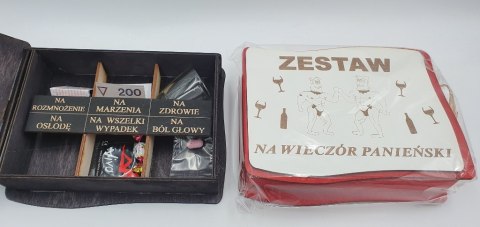 200
NA
ROZMNOŻENIE
NA
MARZENIA
NA
ZDROWIE
NA
OSŁODĘ
NA WSZELKI
WYPADEK
NA
BÓL GŁOWY
ZESTAW
NA WIECZÓR PANIEŃSKI